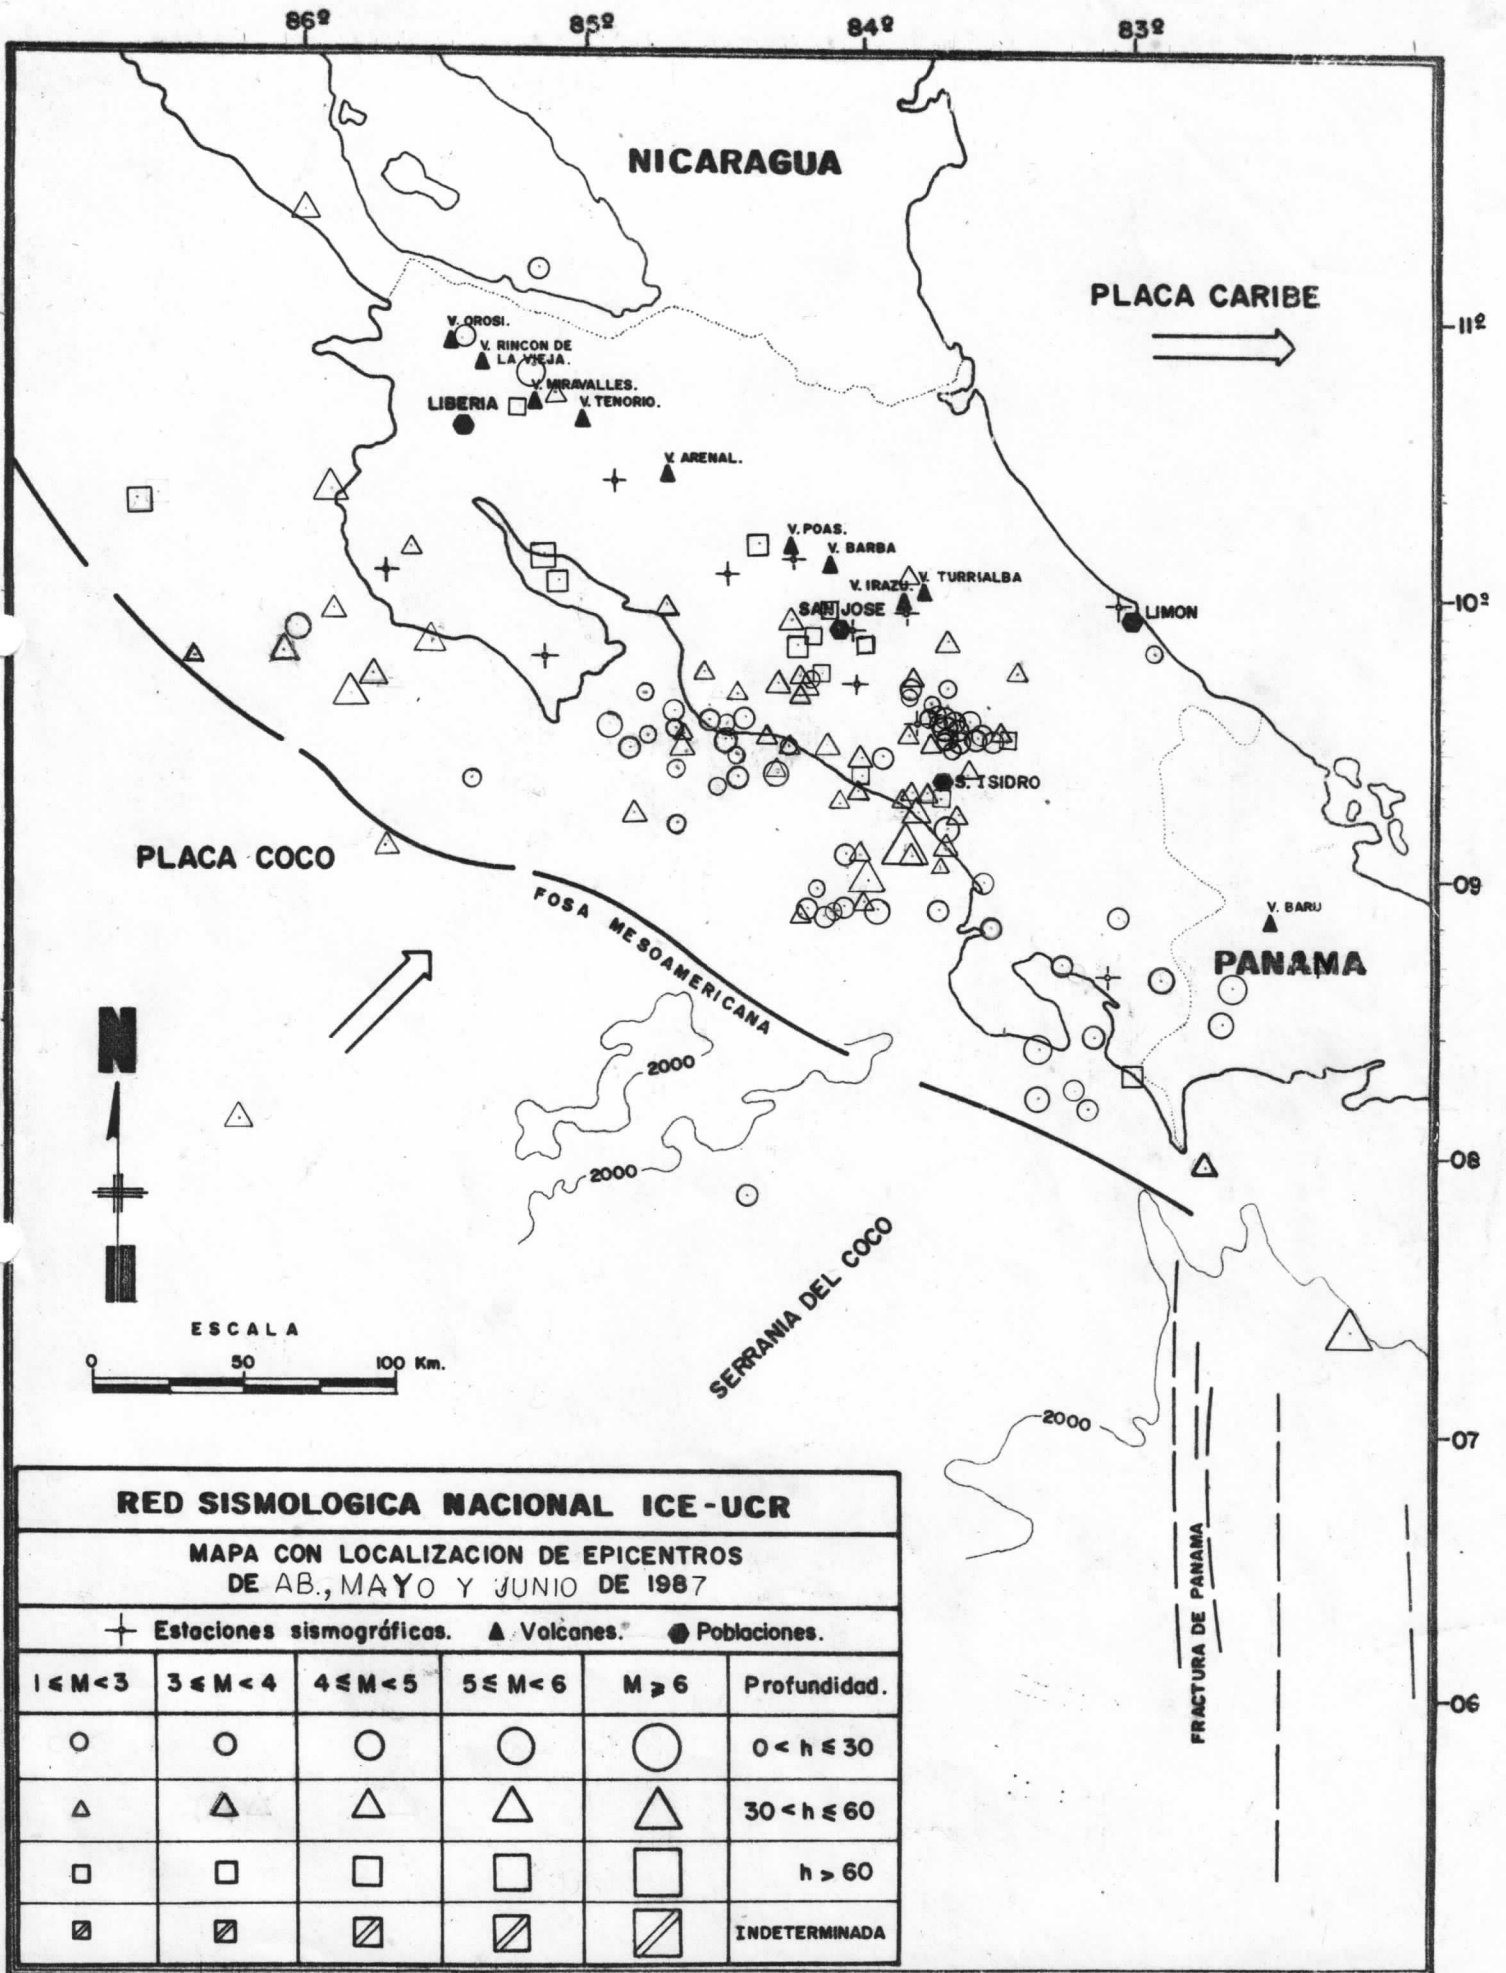 86º 85º 84º 83º
NICARAGUA
PLACA CARIBE
11º
V. OROSI.
V. RINCON DE
LA VIEJA.
V. MIRAVALLES.
LIBERIA
V. TENORIO.
V. ARENAL.
V. POAS.
V. BARBA
V. IRAZU.
V. TURRIALBA
10º
SAN JOSE
LIMON
S. ISIDRO
PLACA COCO
09
FOSA MESOAMERICANA
V. BARU
PANAMA
N
2000
08
2000
SERRANIA DEL COCO
ESCALA
0 50 100 Km.
2000
07
FRACTURA DE PANAMA
06
RED SISMOLOGICA NACIONAL ICE-UCR
MAPA CON LOCALIZACION DE EPICENTROS
DE AB., MAYO Y JUNIO DE 1987
Estaciones sismográficas. Volcanes. Poblaciones.
1 ≤ M < 3 3 ≤ M < 4 4 ≤ M < 5 5 ≤ M < 6 M ≥ 6 Profundidad.
0 < h ≤ 30
30 < h ≤ 60
h > 60
INDETERMINADA